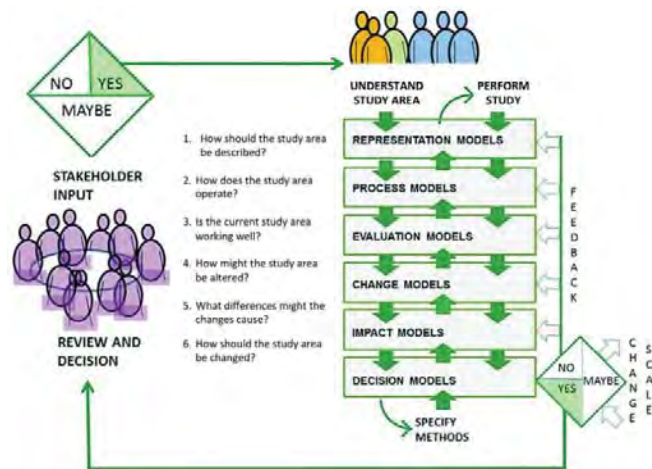 NO
YES
MAYBE
STAKEHOLDER
INPUT
REVIEW AND
DECISION
1. How should the study area
be described?
2. How does the study area
operate?
3. Is the current study area
working well?
4. How might the study area
be altered?
5. What differences might the
changes cause?
6. How should the study area
be changed?
UNDERSTAND
STUDY AREA
PERFORM
STUDY
REPRESENTATION MODELS
PROCESS MODELS
EVALUATION MODELS
CHANGE MODELS
IMPACT MODELS
DECISION MODELS
SPECIFY
METHODS
FEEDBACK
NO
YES
MAYBE
CHANGE
SCALE